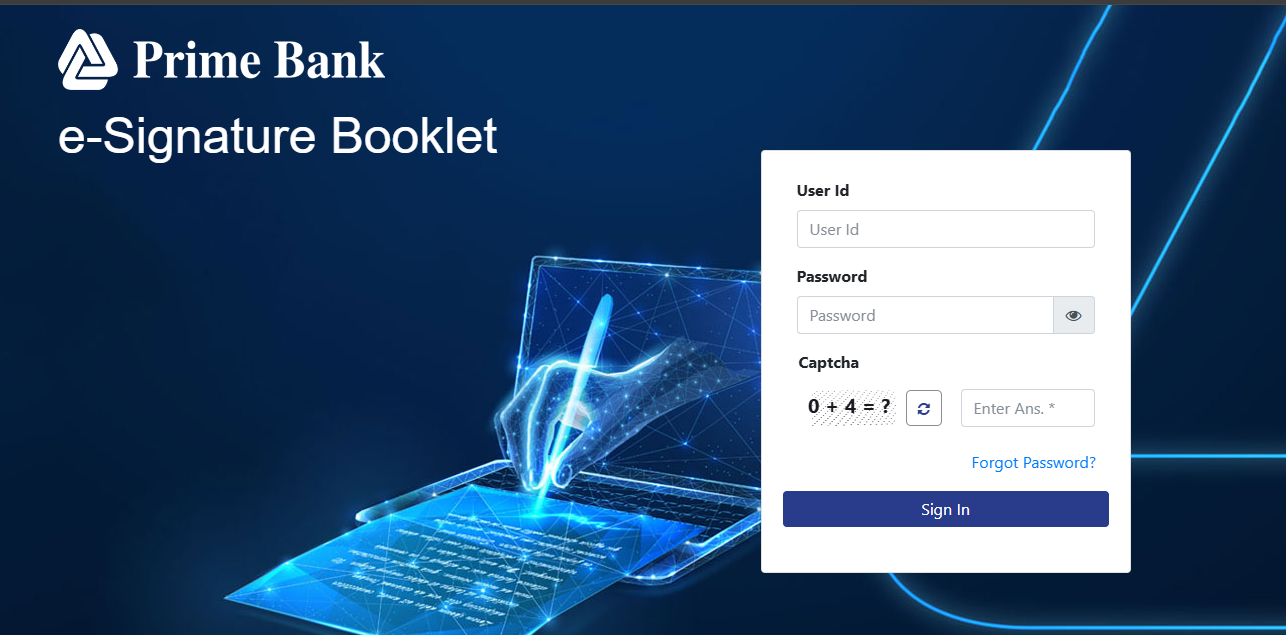 Prime Bank
e-Signature Booklet
User Id
User Id
Password
Password
Captcha
0 + 4 = ?
Enter Ans. *
Forgot Password?
Sign In